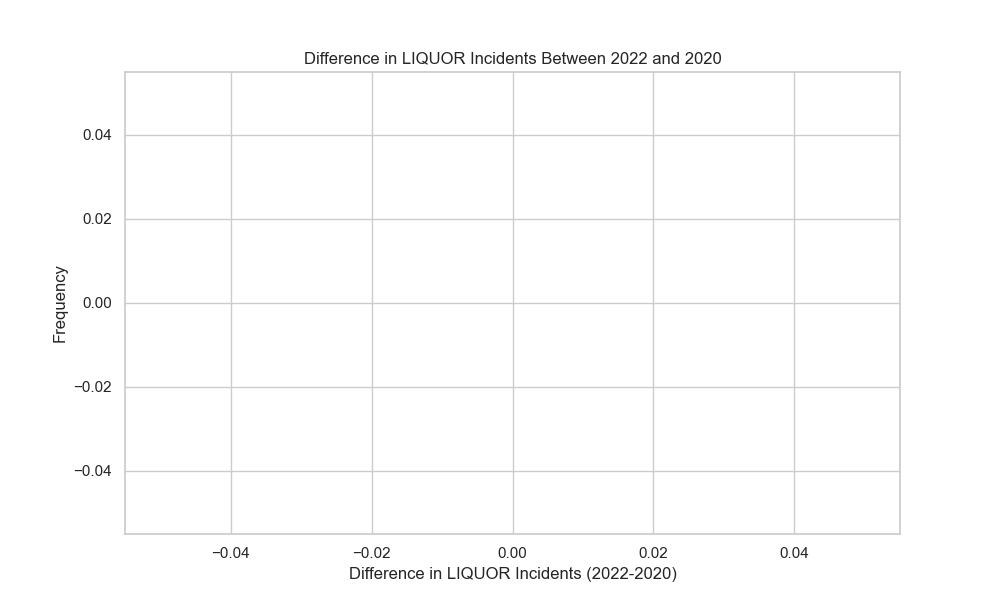 Difference in LIQUOR Incidents Between 2022 and 2020
Frequency
0.04
0.02
0.00
−0.02
−0.04
−0.04 −0.02 0.00 0.02 0.04
Difference in LIQUOR Incidents (2022-2020)